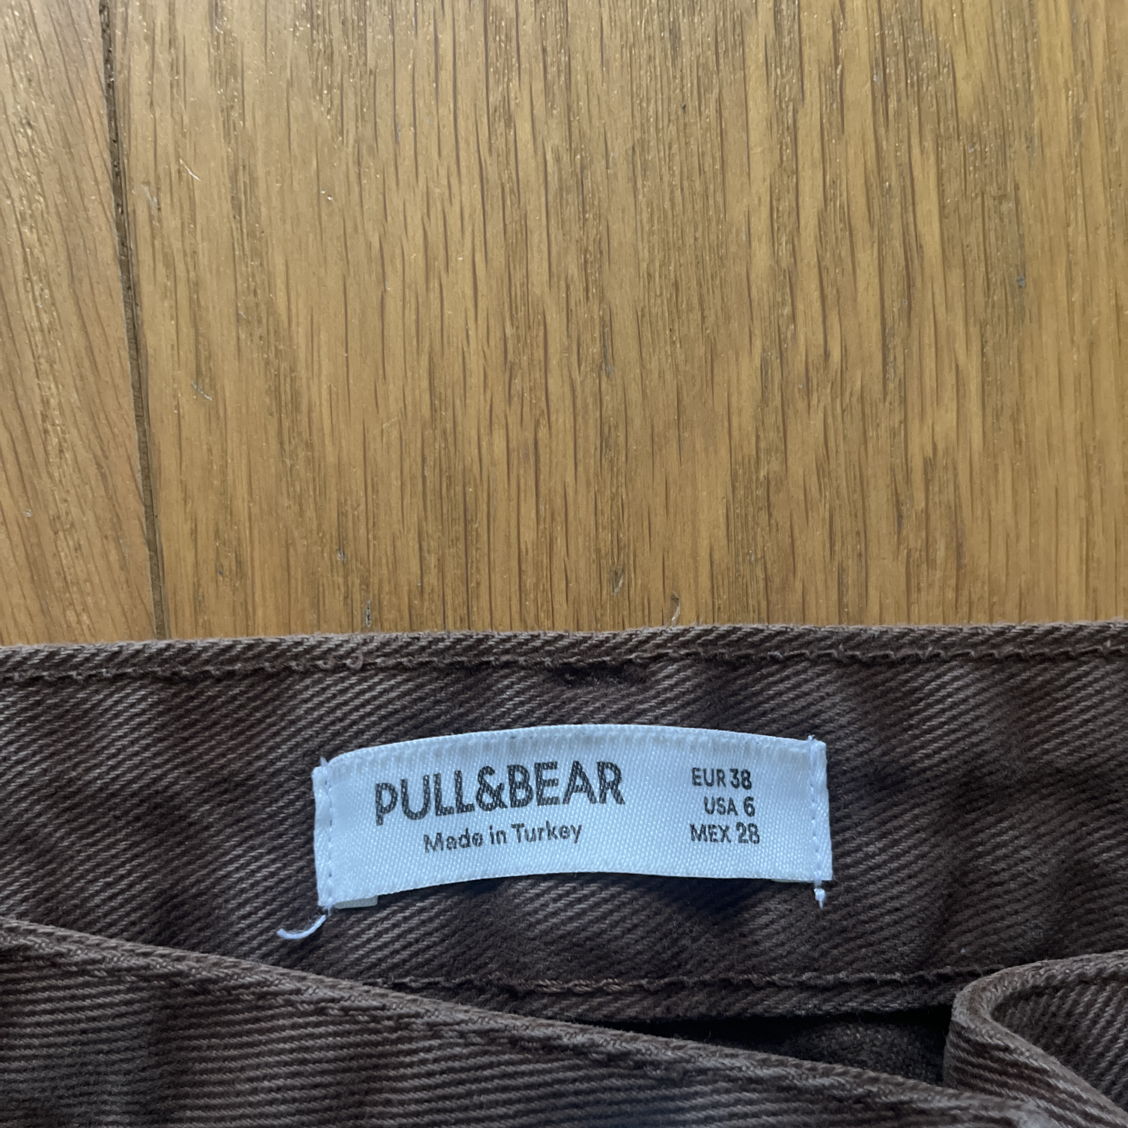 PULL&BEAR
Made in Turkey
EUR 38
USA 6
MEX 28